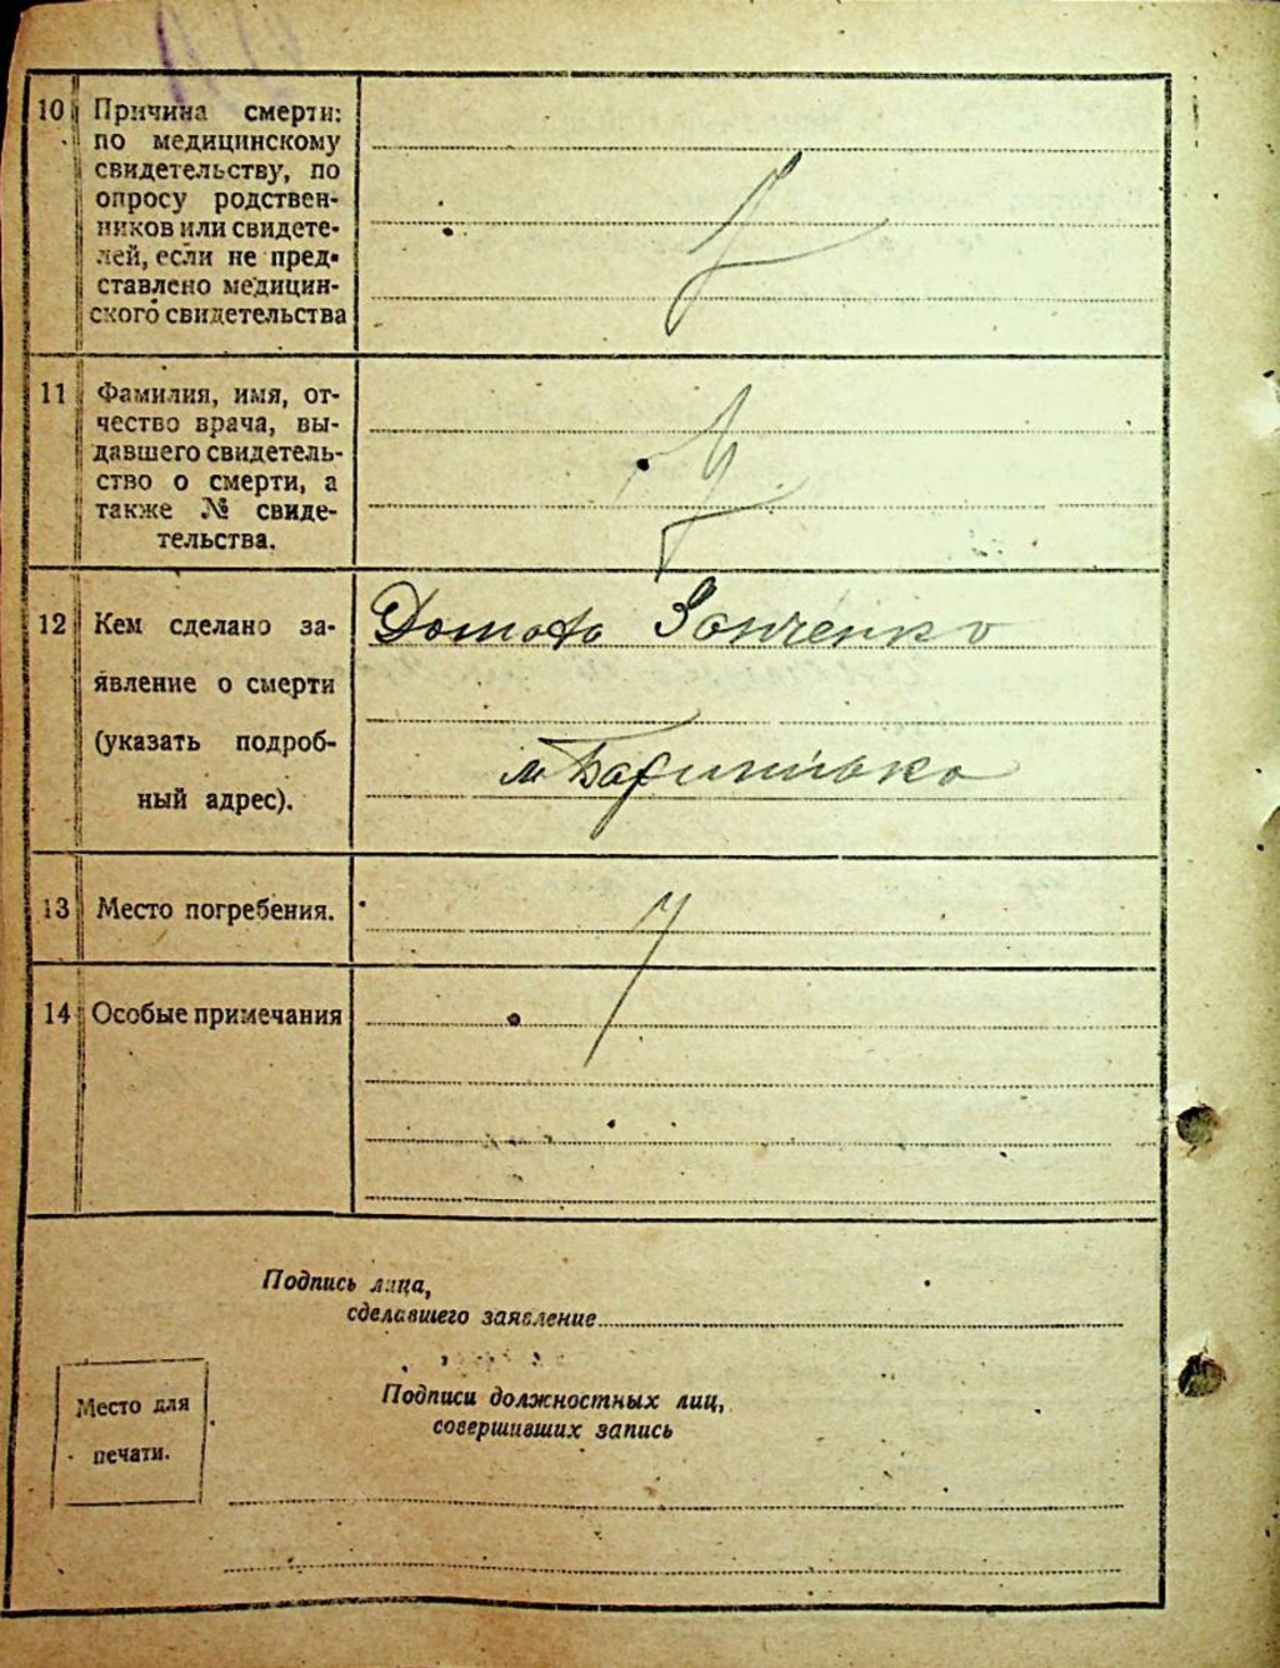 10 Причина смерти:
по медицинскому
свидетельству, по
опросу родствен-
ников или свидете-
лей, если не пред-
ставлено медицин-
ского свидетельства
11 Фамилия, имя, от-
чество врача, вы-
давшего свидетель-
ство о смерти, а
также № свиде-
тельства.
12 Кем сделано за-
явление о смерти
(указать подроб-
ный адрес).
13 Место погребения.
14 Особые примечания
Подпись лица,
сделавшего заявление
Место для
печати.
Подписи должностных лиц,
совершивших запись